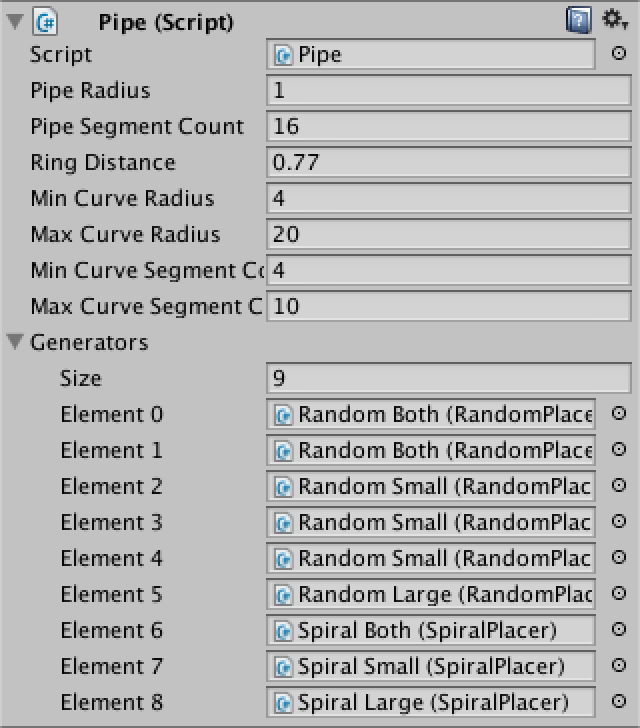 Pipe (Script)
Script Pipe
Pipe Radius 1
Pipe Segment Count 16
Ring Distance 0.77
Min Curve Radius 4
Max Curve Radius 20
Min Curve Segment Co 4
Max Curve Segment C 10
Generators
Size 9
Element 0 Random Both (RandomPlace
Element 1 Random Both (RandomPlace
Element 2 Random Small (RandomPlac
Element 3 Random Small (RandomPlac
Element 4 Random Small (RandomPlac
Element 5 Random Large (RandomPlac
Element 6 Spiral Both (SpiralPlacer)
Element 7 Spiral Small (SpiralPlacer)
Element 8 Spiral Large (SpiralPlacer)